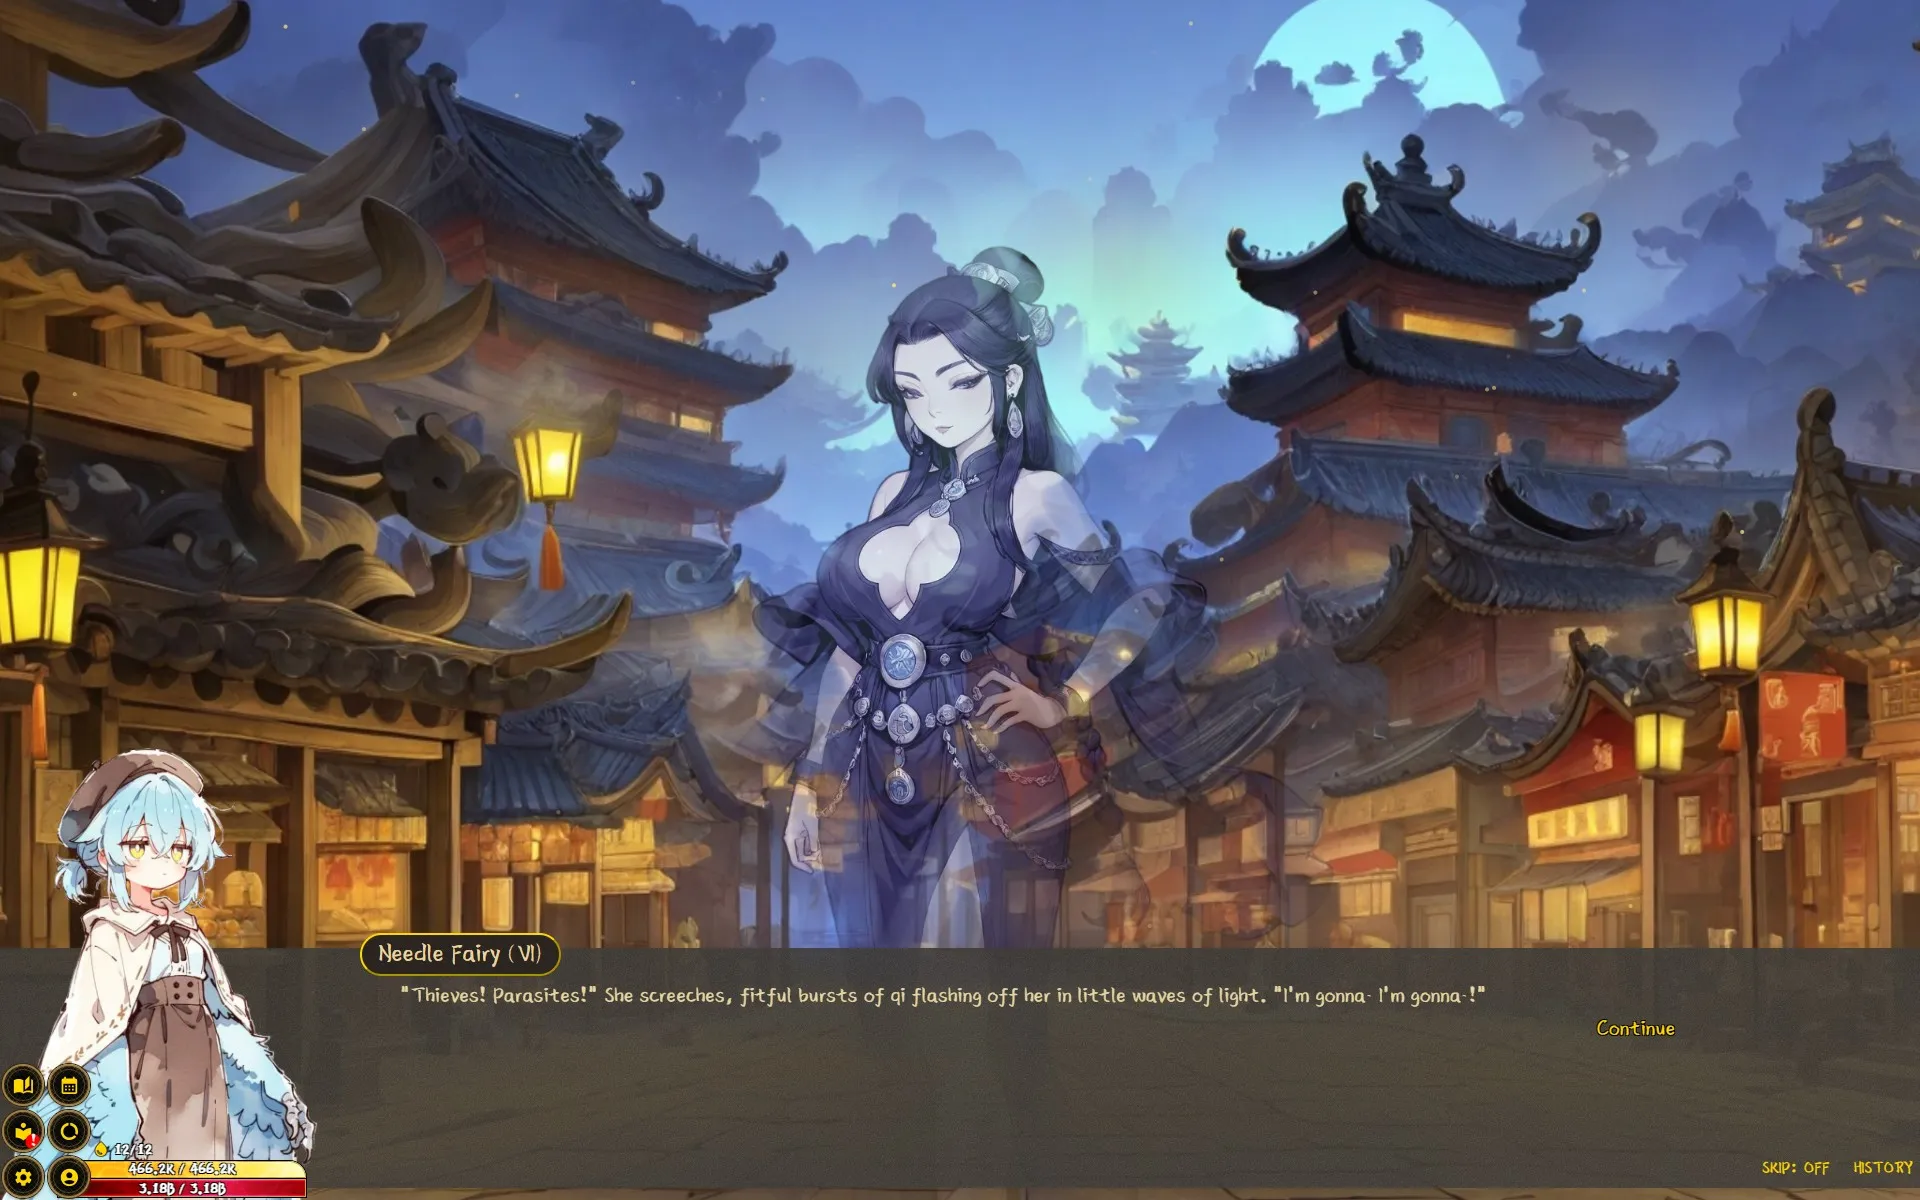 Needle Fairy (VI)
"Thieves! Parasites!" She screeches, fitful bursts of qi flashing off her in little waves of light. "I'm gonna- I'm gonna-!"
Continue
12/12
466.2K / 466.2K
3.18B / 3.18B
SKIP: OFF HISTORY